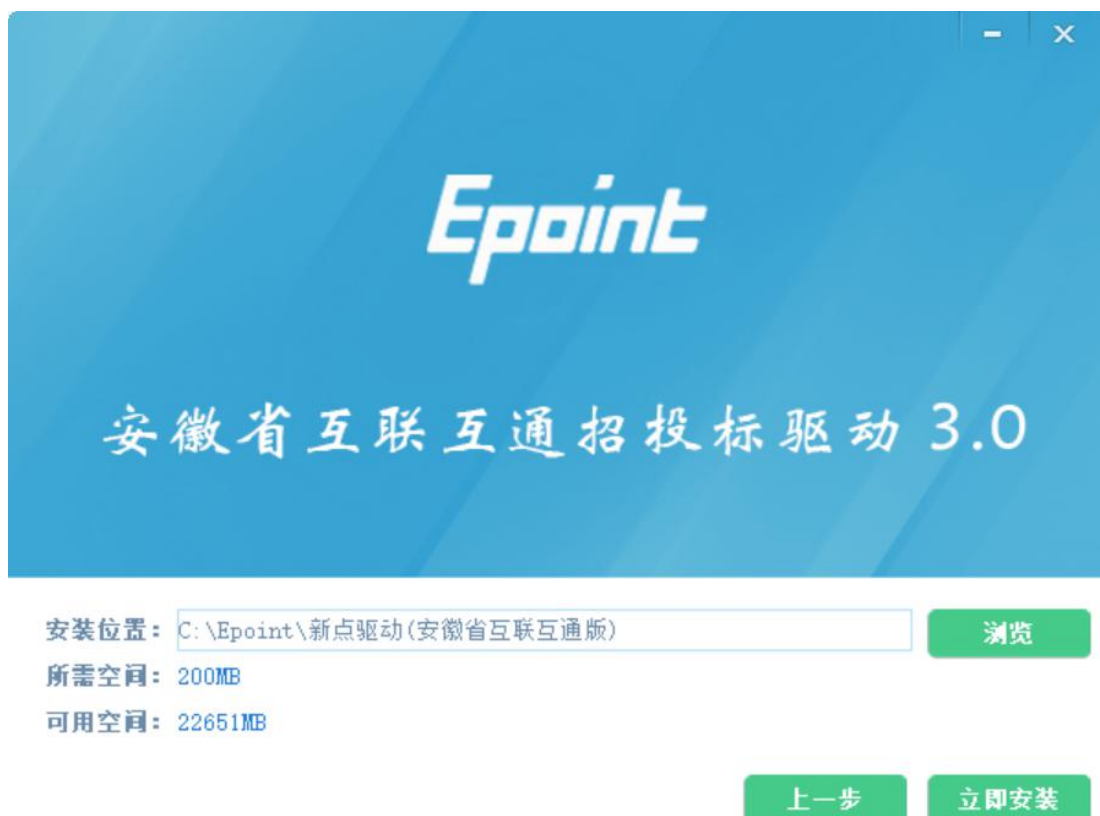 Epoint
安徽省互联互通招投标驱动 3.0
安装位置： C:\Epoint\新点驱动(安徽省互联互通版) 浏览
所需空间： 200MB
可用空间： 22651MB
上一步 立即安装